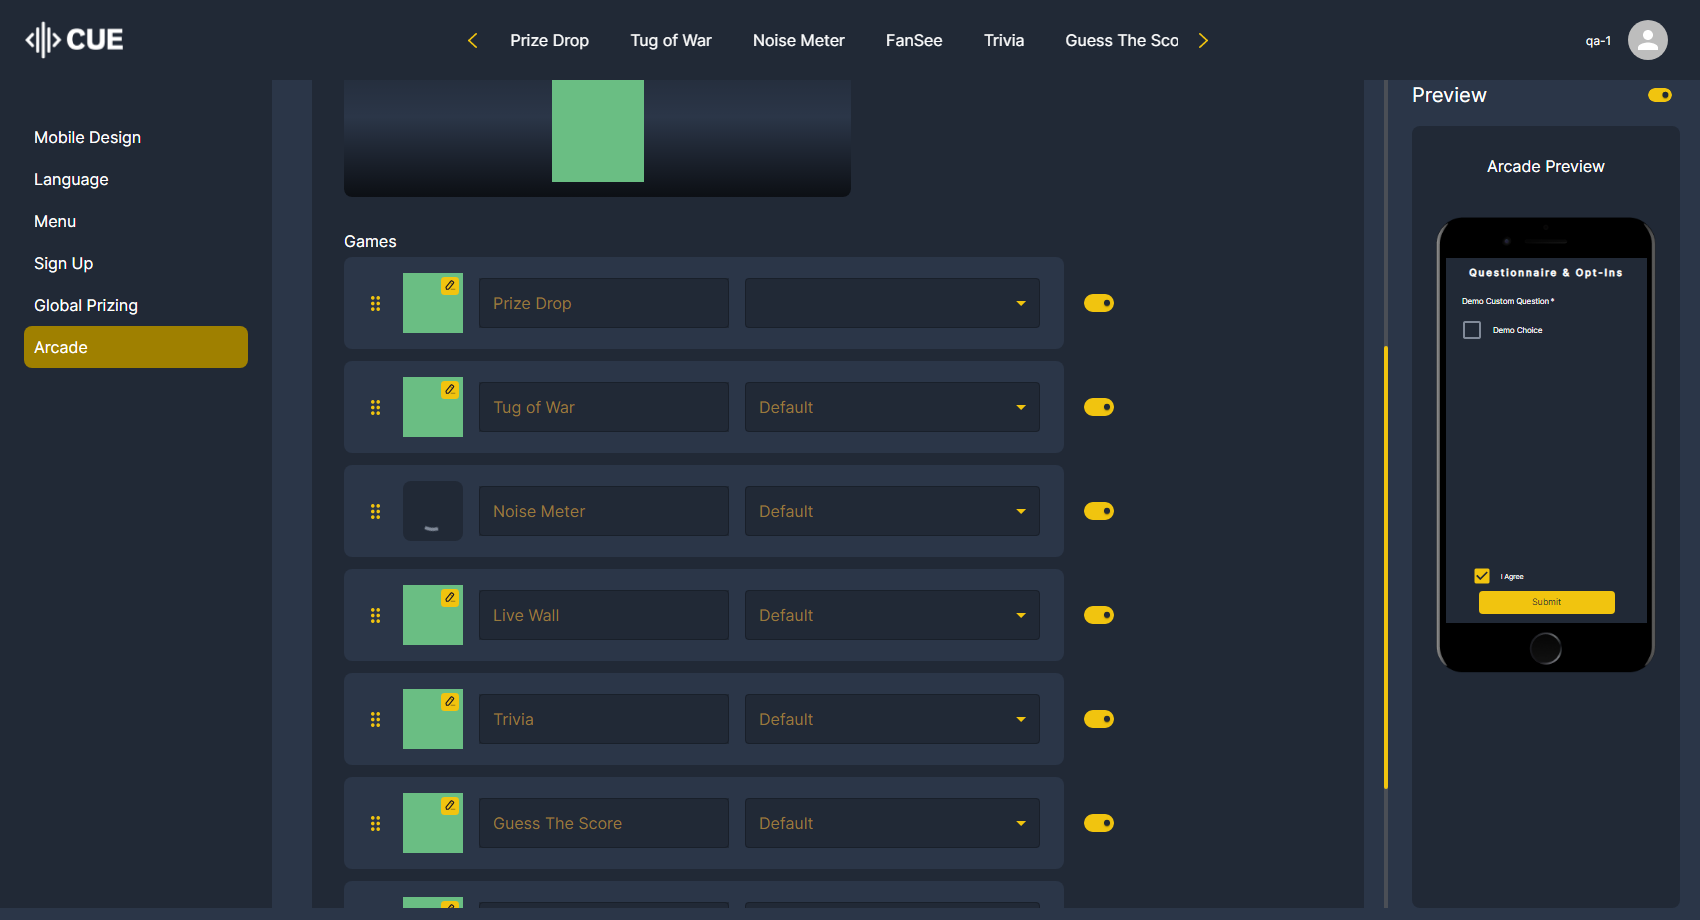 CUE
Prize Drop
Tug of War
Noise Meter
FanSee
Trivia
Guess The Sco
qa-1
Mobile Design
Language
Menu
Sign Up
Global Prizing
Arcade
Games
Prize Drop
Tug of War
Default
Noise Meter
Default
Live Wall
Default
Trivia
Default
Guess The Score
Default
Preview
Arcade Preview
Questionnaire & Opt-Ins
Demo Custom Question *
Demo Choice
I Agree
Submit